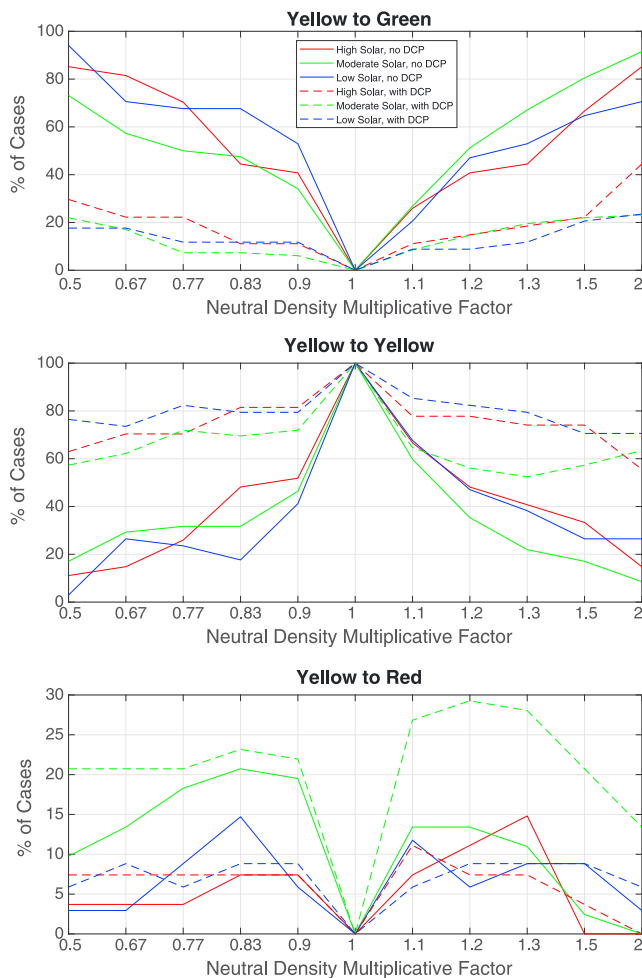 Yellow to Green
100
80
60
40
20
0
% of Cases
High Solar, no DCP
Moderate Solar, no DCP
Low Solar, no DCP
High Solar, with DCP
Moderate Solar, with DCP
Low Solar, with DCP
0.5 0.67 0.77 0.83 0.9 1 1.1 1.2 1.3 1.5 2
Neutral Density Multiplicative Factor
Yellow to Yellow
100
80
60
40
20
0
% of Cases
0.5 0.67 0.77 0.83 0.9 1 1.1 1.2 1.3 1.5 2
Neutral Density Multiplicative Factor
Yellow to Red
30
25
20
15
10
5
0
% of Cases
0.5 0.67 0.77 0.83 0.9 1 1.1 1.2 1.3 1.5 2
Neutral Density Multiplicative Factor